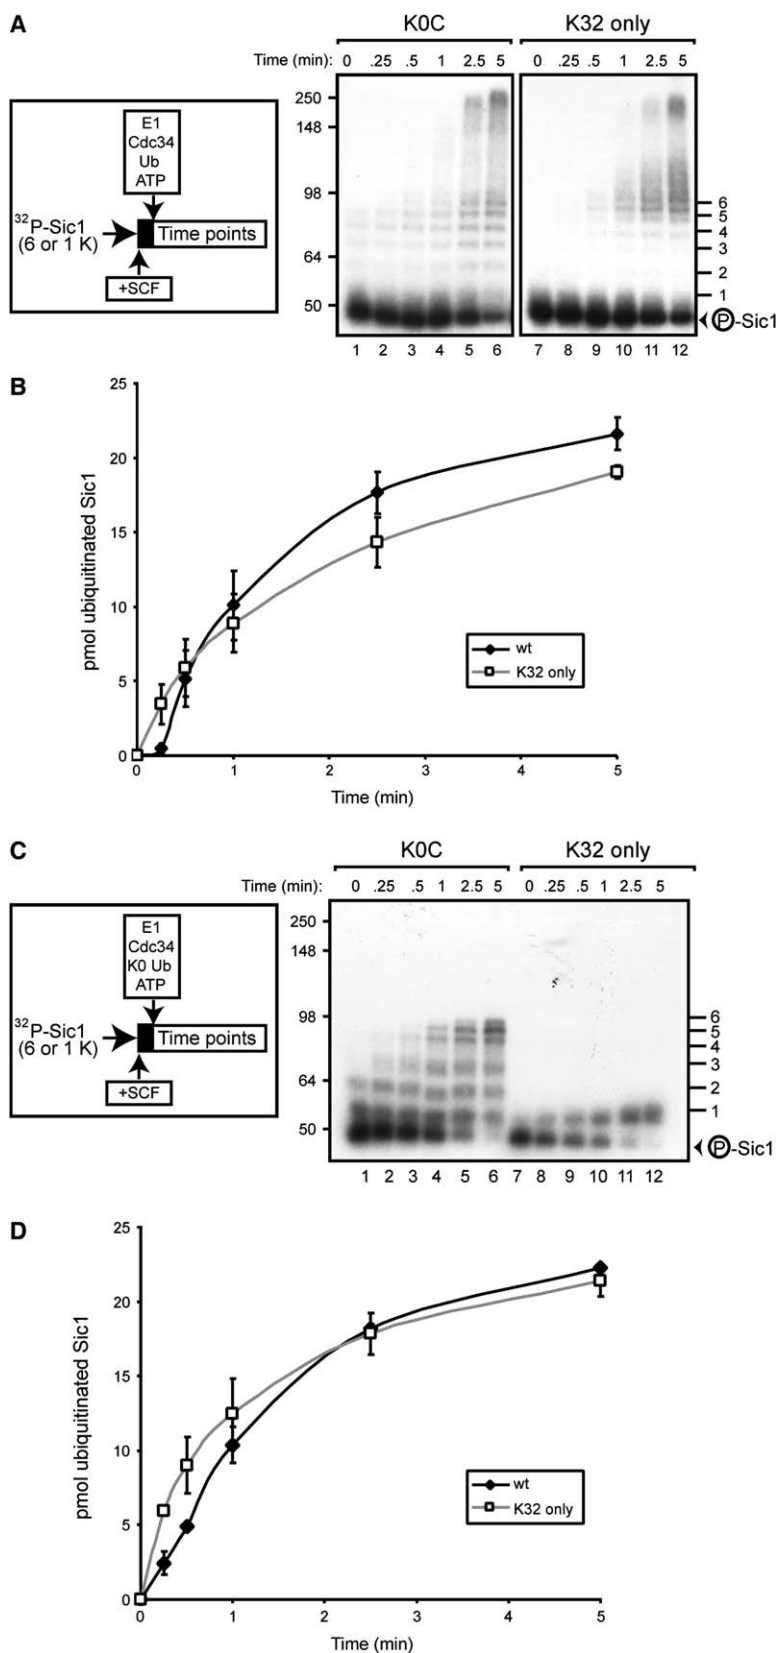 A
K0C K32 only
Time (min): 0 .25 .5 1 2.5 5 0 .25 .5 1 2.5 5
E1
Cdc34
Ub
ATP
32P-Sic1
(6 or 1 K)
Time points
+SCF
250
148
98
64
50
6
5
4
3
2
1
P-Sic1
1 2 3 4 5 6 7 8 9 10 11 12
B
pmol ubiquitinated Sic1
25
20
15
10
5
0
0 1 2 3 4 5
Time (min)
wt
K32 only
C
K0C K32 only
Time (min): 0 .25 .5 1 2.5 5 0 .25 .5 1 2.5 5
E1
Cdc34
K0 Ub
ATP
32P-Sic1
(6 or 1 K)
Time points
+SCF
250
148
98
64
50
6
5
4
3
2
1
P-Sic1
1 2 3 4 5 6 7 8 9 10 11 12
D
pmol ubiquitinated Sic1
25
20
15
10
5
0
0 1 2 3 4 5
Time (min)
wt
K32 only